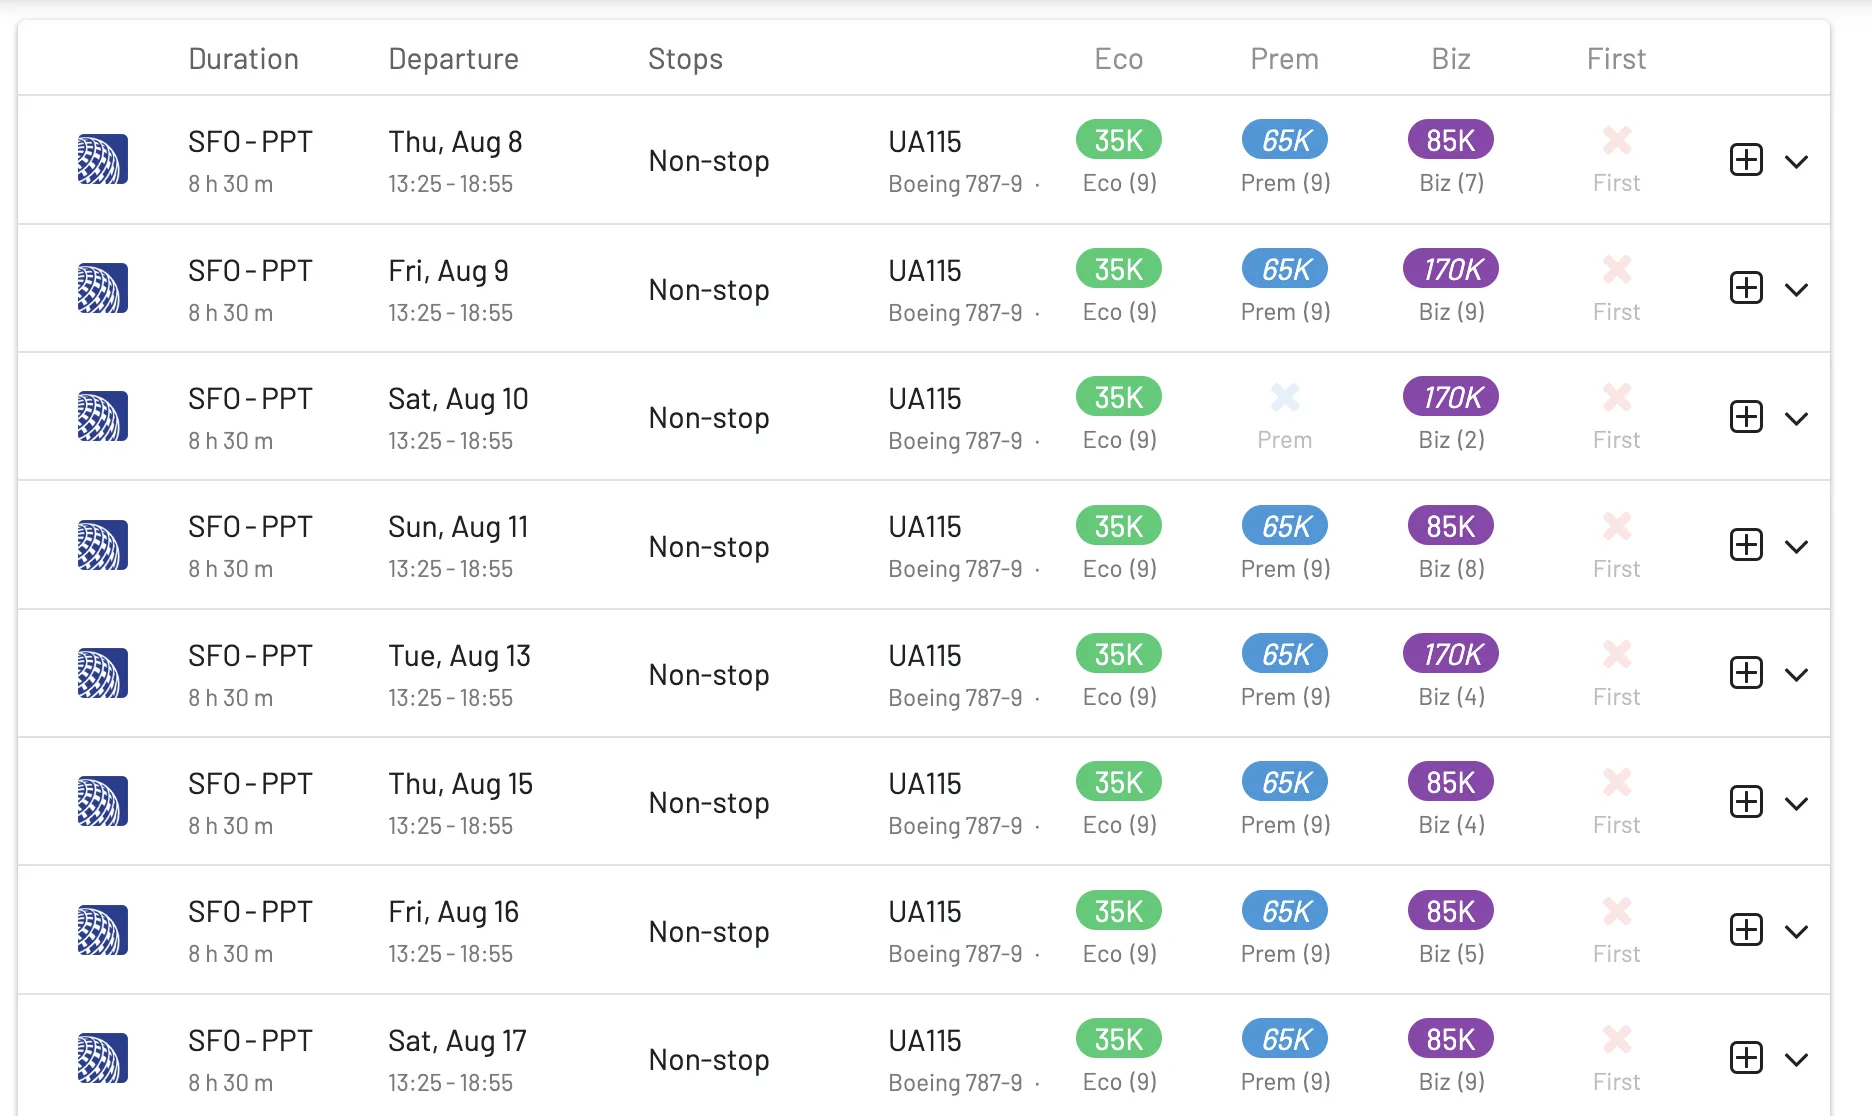 Duration Departure Stops Eco Prem Biz First
SFO - PPT Thu, Aug 8 Non-stop UA115 35K 65K 85K
8 h 30 m 13:25 - 18:55 Boeing 787-9 · Eco (9) Prem (9) Biz (7) First
SFO - PPT Fri, Aug 9 Non-stop UA115 35K 65K 170K
8 h 30 m 13:25 - 18:55 Boeing 787-9 · Eco (9) Prem (9) Biz (9) First
SFO - PPT Sat, Aug 10 Non-stop UA115 35K 170K
8 h 30 m 13:25 - 18:55 Boeing 787-9 · Eco (9) Prem Biz (2) First
SFO - PPT Sun, Aug 11 Non-stop UA115 35K 65K 85K
8 h 30 m 13:25 - 18:55 Boeing 787-9 · Eco (9) Prem (9) Biz (8) First
SFO - PPT Tue, Aug 13 Non-stop UA115 35K 65K 170K
8 h 30 m 13:25 - 18:55 Boeing 787-9 · Eco (9) Prem (9) Biz (4) First
SFO - PPT Thu, Aug 15 Non-stop UA115 35K 65K 85K
8 h 30 m 13:25 - 18:55 Boeing 787-9 · Eco (9) Prem (9) Biz (4) First
SFO - PPT Fri, Aug 16 Non-stop UA115 35K 65K 85K
8 h 30 m 13:25 - 18:55 Boeing 787-9 · Eco (9) Prem (9) Biz (5) First
SFO - PPT Sat, Aug 17 Non-stop UA115 35K 65K 85K
8 h 30 m 13:25 - 18:55 Boeing 787-9 · Eco (9) Prem (9) Biz (9) First